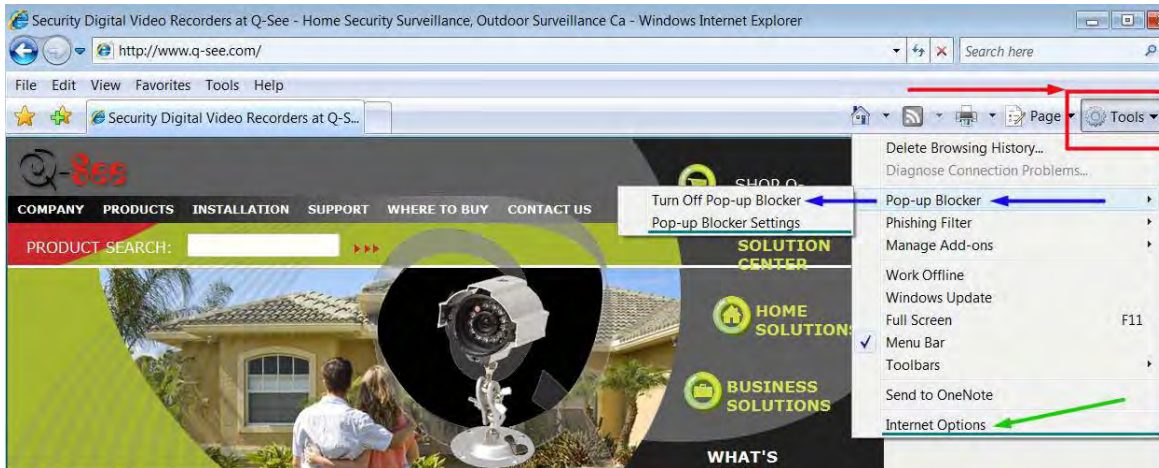 Security Digital Video Recorders at Q-See - Home Security Surveillance, Outdoor Surveillance Ca - Windows Internet Explorer
http://www.q-see.com/
Search here
File Edit View Favorites Tools Help
Security Digital Video Recorders at Q-S...
Page
Tools
Q-See
SHOP Q-
COMPANY PRODUCTS INSTALLATION SUPPORT WHERE TO BUY CONTACT US
PRODUCT SEARCH:
SOLUTION
CENTER
HOME
SOLUTIONS
BUSINESS
SOLUTIONS
WHAT'S
Turn Off Pop-up Blocker
Pop-up Blocker Settings
Delete Browsing History...
Diagnose Connection Problems...
Pop-up Blocker
Phishing Filter
Manage Add-ons
Work Offline
Windows Update
Full Screen F11
Menu Bar
Toolbars
Send to OneNote
Internet Options